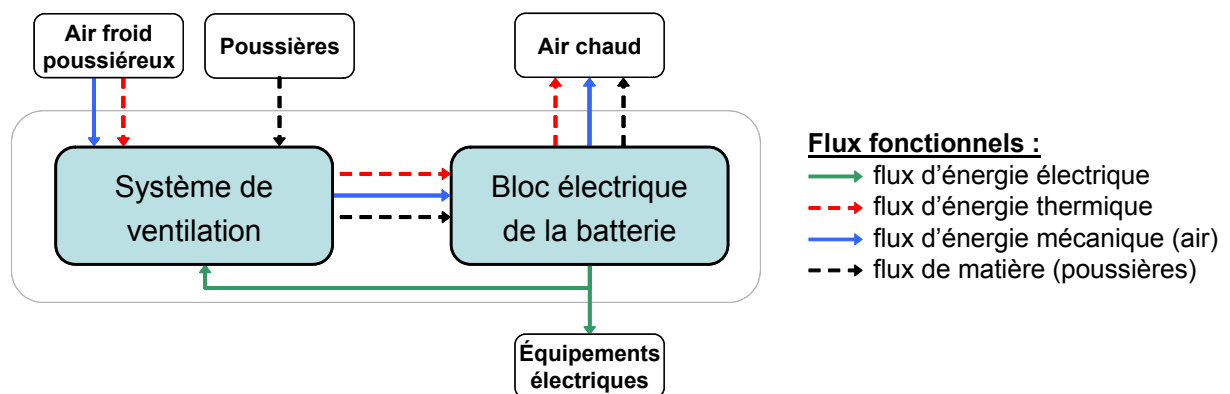 Air froid
poussiéreux
Poussières
Air chaud
Système de
ventilation
Bloc électrique
de la batterie
Équipements
électriques
Flux fonctionnels :
flux d’énergie électrique
flux d’énergie thermique
flux d’énergie mécanique (air)
flux de matière (poussières)